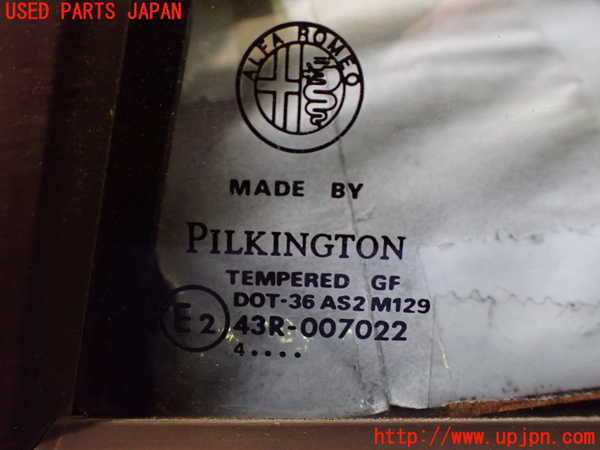 USED PARTS JAPAN
ALFA ROMEO
MADE BY
PILKINGTON
TEMPERED GF
DOT-36 AS2 M129
E2 43R-007022
4....
http://www.upjpn.com/